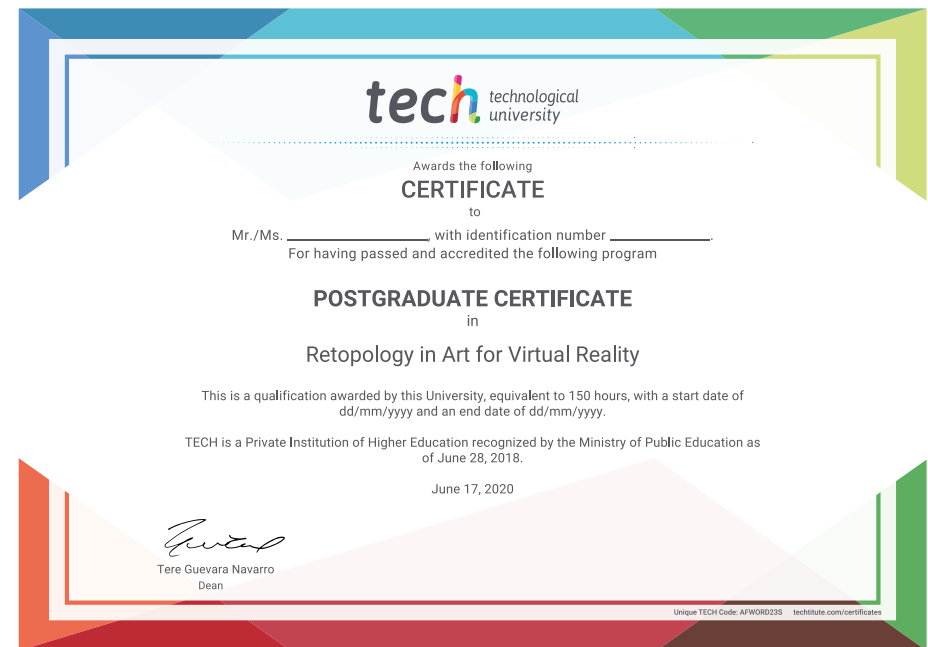 tech technological
university
Awards the following
CERTIFICATE
to
Mr./Ms. ____________, with identification number ____________.
For having passed and accredited the following program
POSTGRADUATE CERTIFICATE
in
Retopology in Art for Virtual Reality
This is a qualification awarded by this University, equivalent to 150 hours, with a start date of
dd/mm/yyyy and an end date of dd/mm/yyyy.
TECH is a Private Institution of Higher Education recognized by the Ministry of Public Education as
of June 28, 2018.
June 17, 2020
Tere Guevara Navarro
Dean
Unique TECH Code: AFWORD23S techtitute.com/certificates